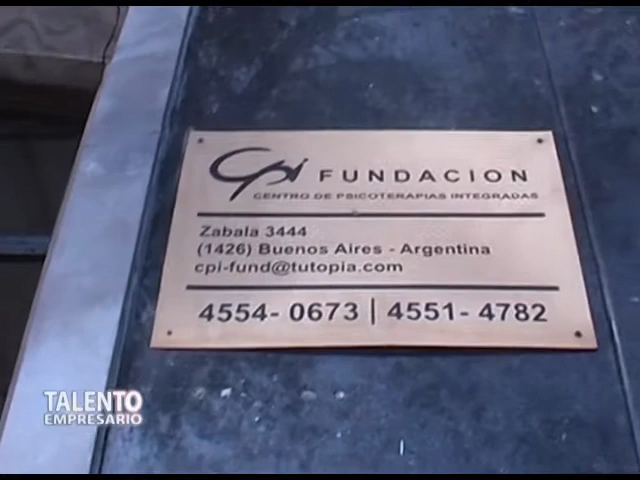 cpi FUNDACION
CENTRO DE PSICOTERAPIAS INTEGRADAS
Zabala 3444
(1426) Buenos Aires - Argentina
cpi-fund@tutopia.com
4554- 0673 | 4551- 4782
TALENTO
EMPRESARIO